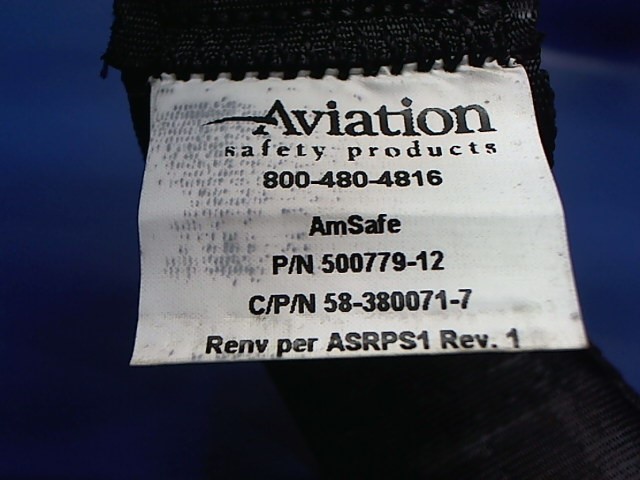 Aviation
safety products
800-480-4816
AmSafe
P/N 500779-12
C/P/N 58-380071-7
Renv per ASRPS1 Rev. 1